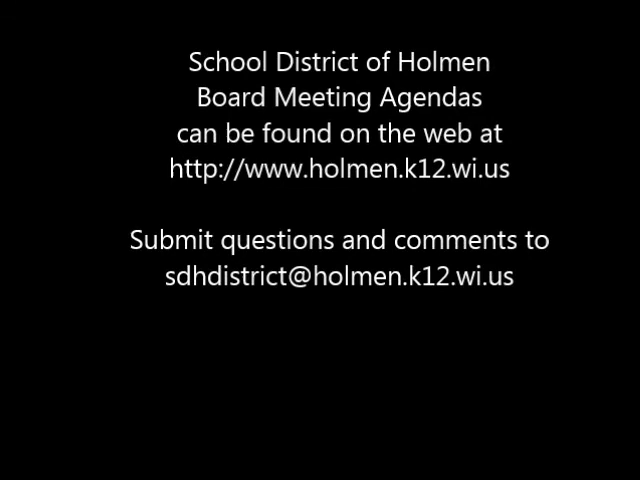 School District of Holmen
Board Meeting Agendas
can be found on the web at
http://www.holmen.k12.wi.us
Submit questions and comments to
sdhdistrict@holmen.k12.wi.us